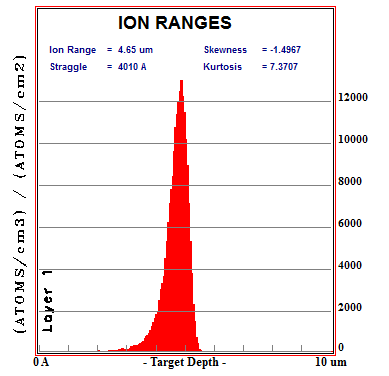 ION RANGES
Ion Range = 4.65 um Skewness = -1.4967
Straggle = 4010 A Kurtosis = 7.3707
(ATOMS/cm3) / (ATOMS/cm2)
12000
10000
8000
6000
4000
2000
0
Layer 1
0 A - Target Depth - 10 um